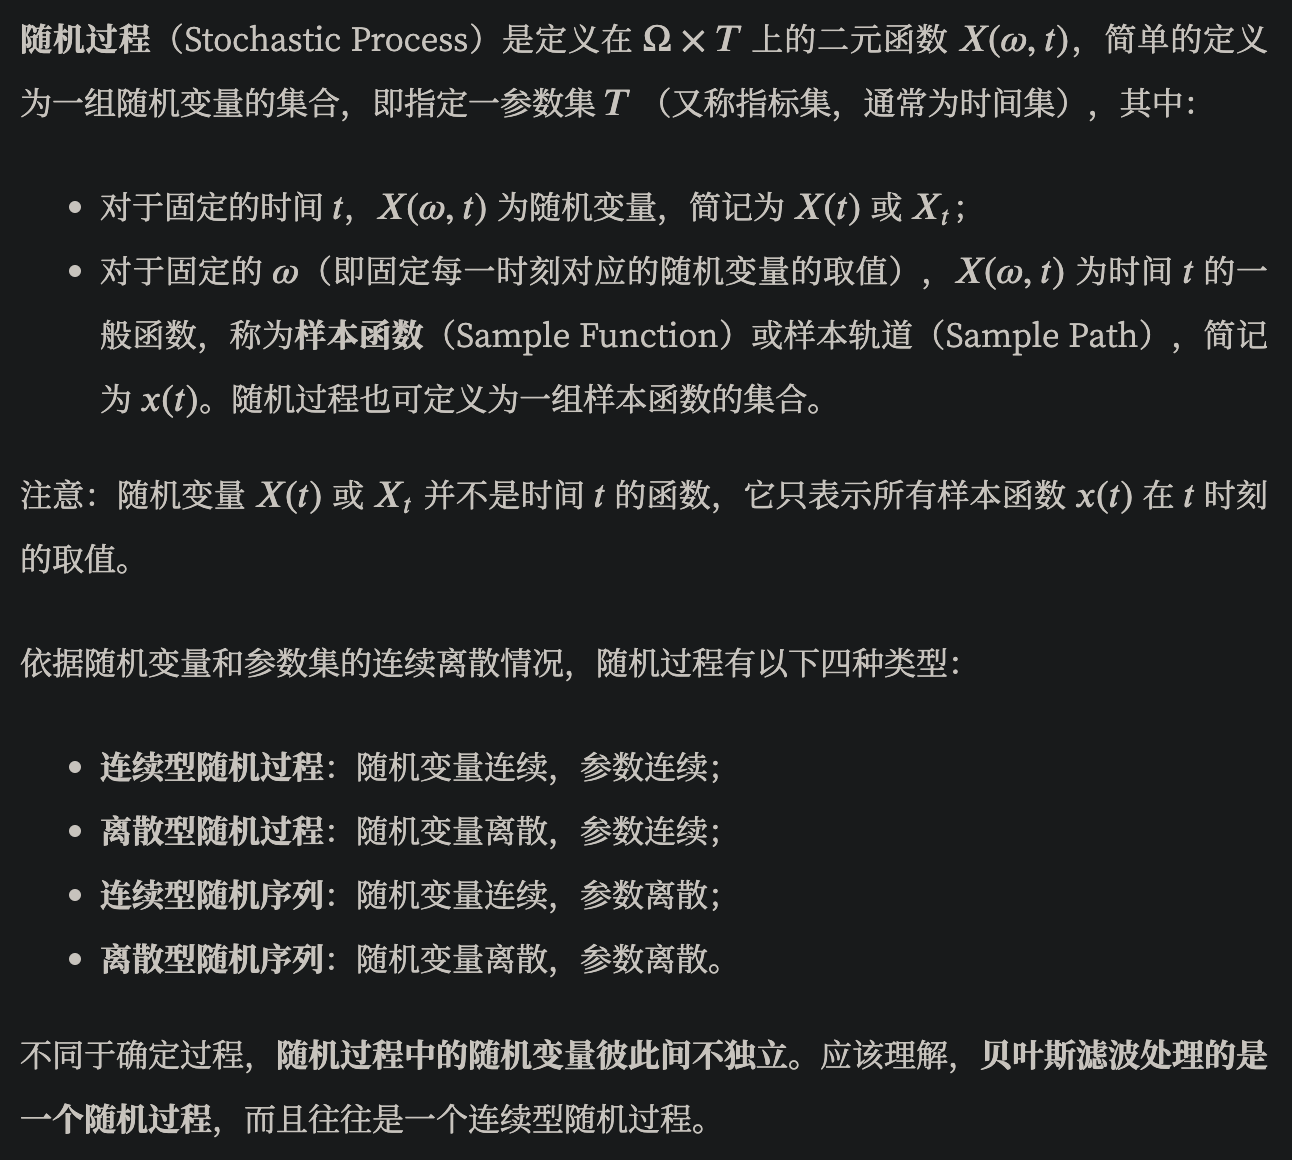 随机过程（Stochastic Process）是定义在 Ω × T 上的二元函数 X(ω, t)，简单的定义
为一组随机变量的集合，即指定一参数集 T （又称指标集，通常为时间集），其中：
• 对于固定的时间 t，X(ω, t) 为随机变量，简记为 X(t) 或 Xₜ；
• 对于固定的 ω（即固定每一时刻对应的随机变量的取值），X(ω, t) 为时间 t 的一
般函数，称为样本函数（Sample Function）或样本轨道（Sample Path），简记
为 x(t)。随机过程也可定义为一组样本函数的集合。
注意：随机变量 X(t) 或 Xₜ 并不是时间 t 的函数，它只表示所有样本函数 x(t) 在 t 时刻
的取值。
依据随机变量和参数集的连续离散情况，随机过程有以下四种类型：
• 连续型随机过程：随机变量连续，参数连续；
• 离散型随机过程：随机变量离散，参数连续；
• 连续型随机序列：随机变量连续，参数离散；
• 离散型随机序列：随机变量离散，参数离散。
不同于确定过程，随机过程中的随机变量彼此间不独立。应该理解，贝叶斯滤波处理的是
一个随机过程，而且往往是一个连续型随机过程。